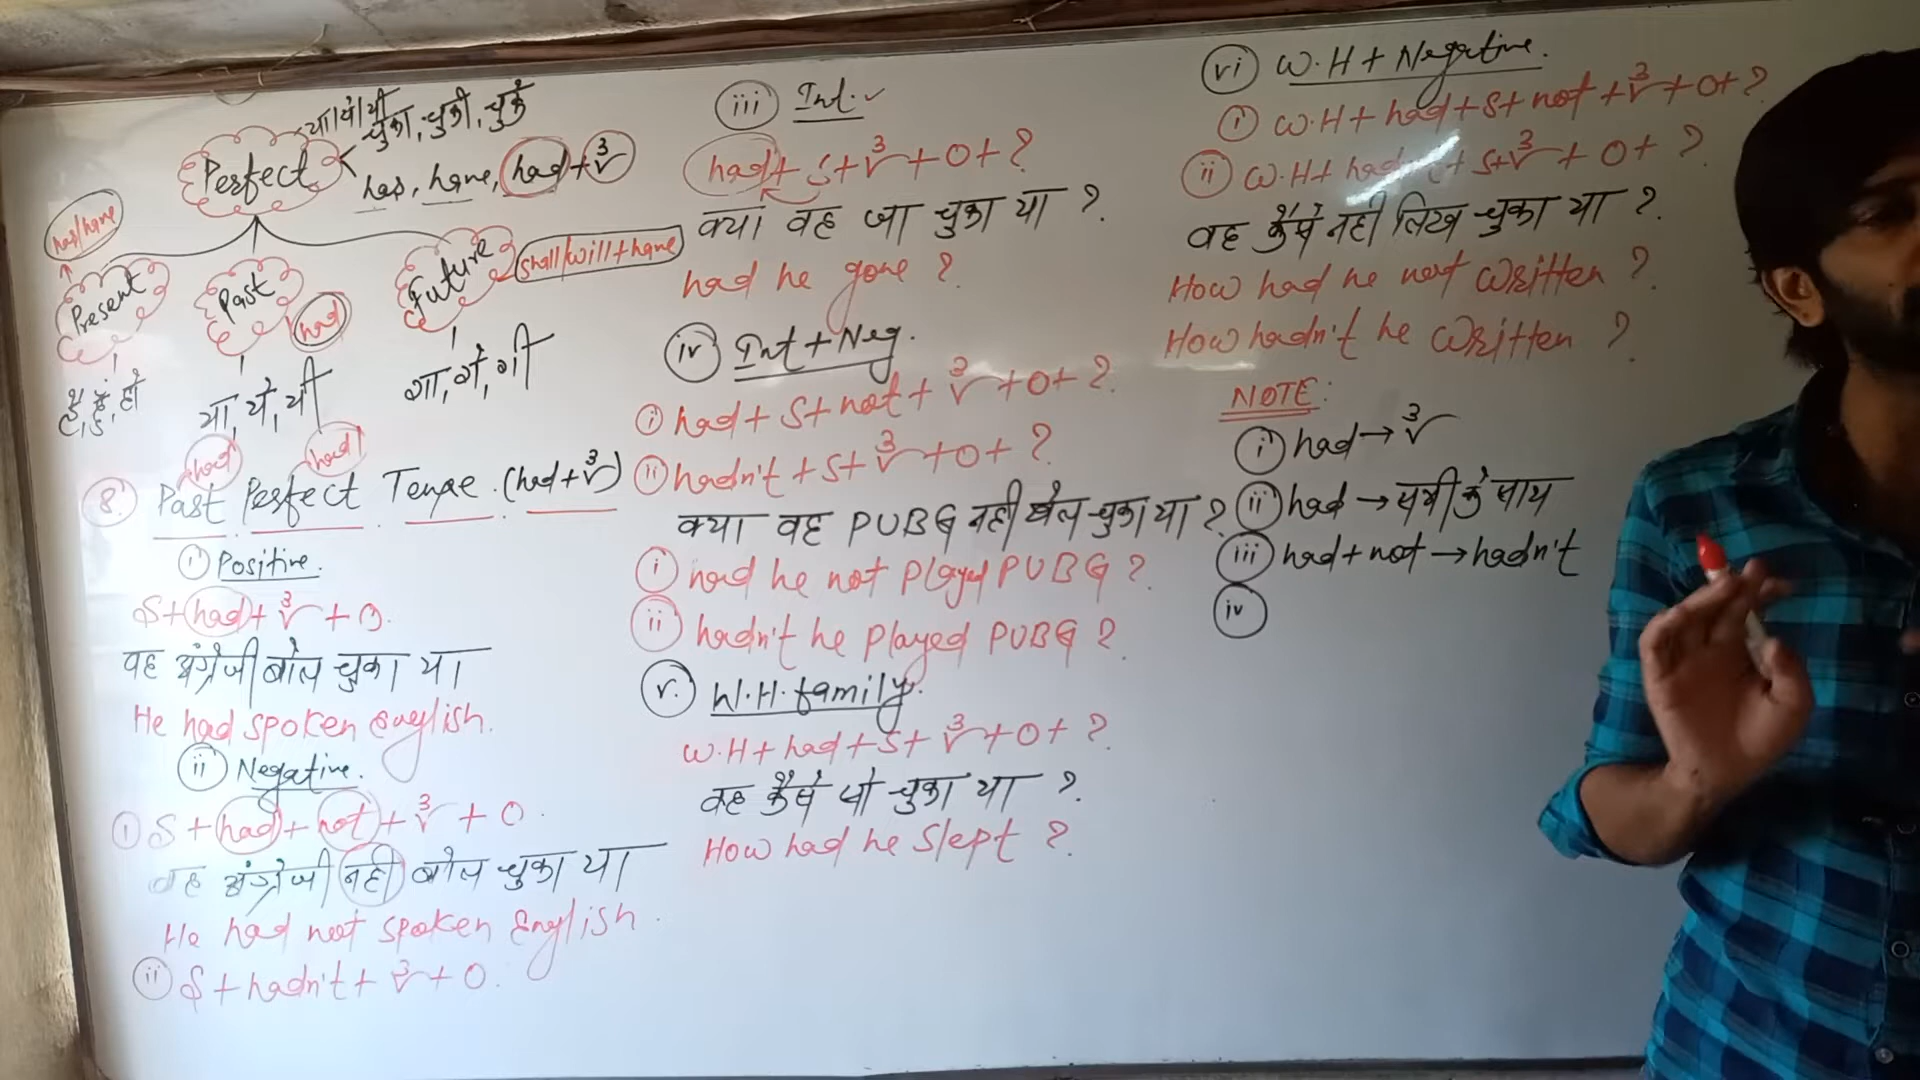 था।थे।थी
चुका, चुकी, चुके
Perfect
has, have, had + V³
has/have
Present
Past
had
Future
shall/will + have
है, हैं, हो
था, थे, थी
गा, गे, गी
had
had
8. Past Perfect Tense. (had + V³)
(i) Positive.
S + had + V³ + O.
वह अंग्रेजी बोल चुका था
He had spoken English.
(ii) Negative.
(i) S + had + not + V³ + O.
वह अंग्रेजी नही बोल चुका था
He had not spoken English.
(ii) S + hadn't + V³ + O.
(iii) Int.
had + S + V³ + O + ?
क्या वह जा चुका था ?
had he gone ?
(iv) Int + Neg.
(i) had + S + not + V³ + O + ?
(ii) hadn't + S + V³ + O + ?
क्या वह PUBG नही खेल चुका था ?
(i) had he not Played PUBG ?
(ii) hadn't he Played PUBG ?
(v.) W.H. family.
W.H + had + S + V³ + O + ?
वह कैसे सो चुका था ?
How had he Slept ?
(vi) W.H + Negative.
(i) W.H + had + S + not + V³ + O + ?
(ii) W.H + hadn't + S + V³ + O + ?
वह कैसे नही लिख चुका था ?
How had he not Written ?
How hadn't he Written ?
NOTE:
(i) had → V³
(ii) had → सभी के साथ
(iii) had + not → hadn't
(iv)